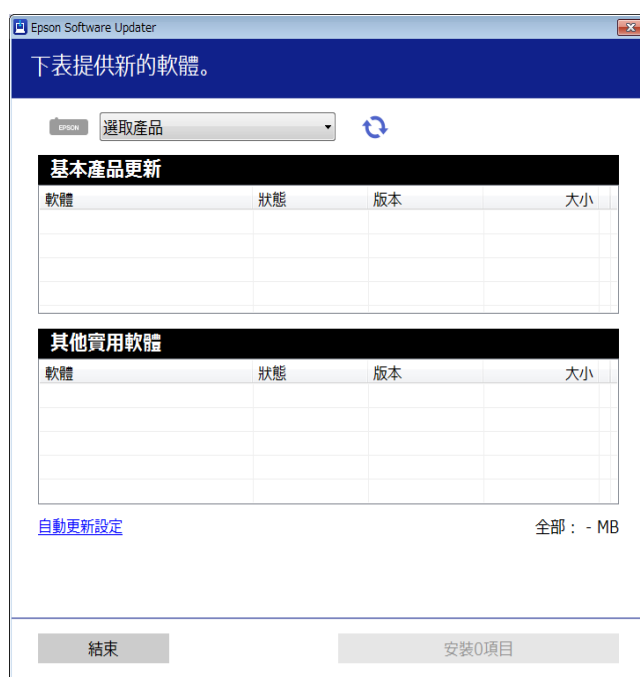 Epson Software Updater
下表提供新的軟體。
EPSON 選取產品
基本產品更新
軟體 狀態 版本 大小
其他實用軟體
軟體 狀態 版本 大小
自動更新設定 全部： - MB
結束 安裝0項目